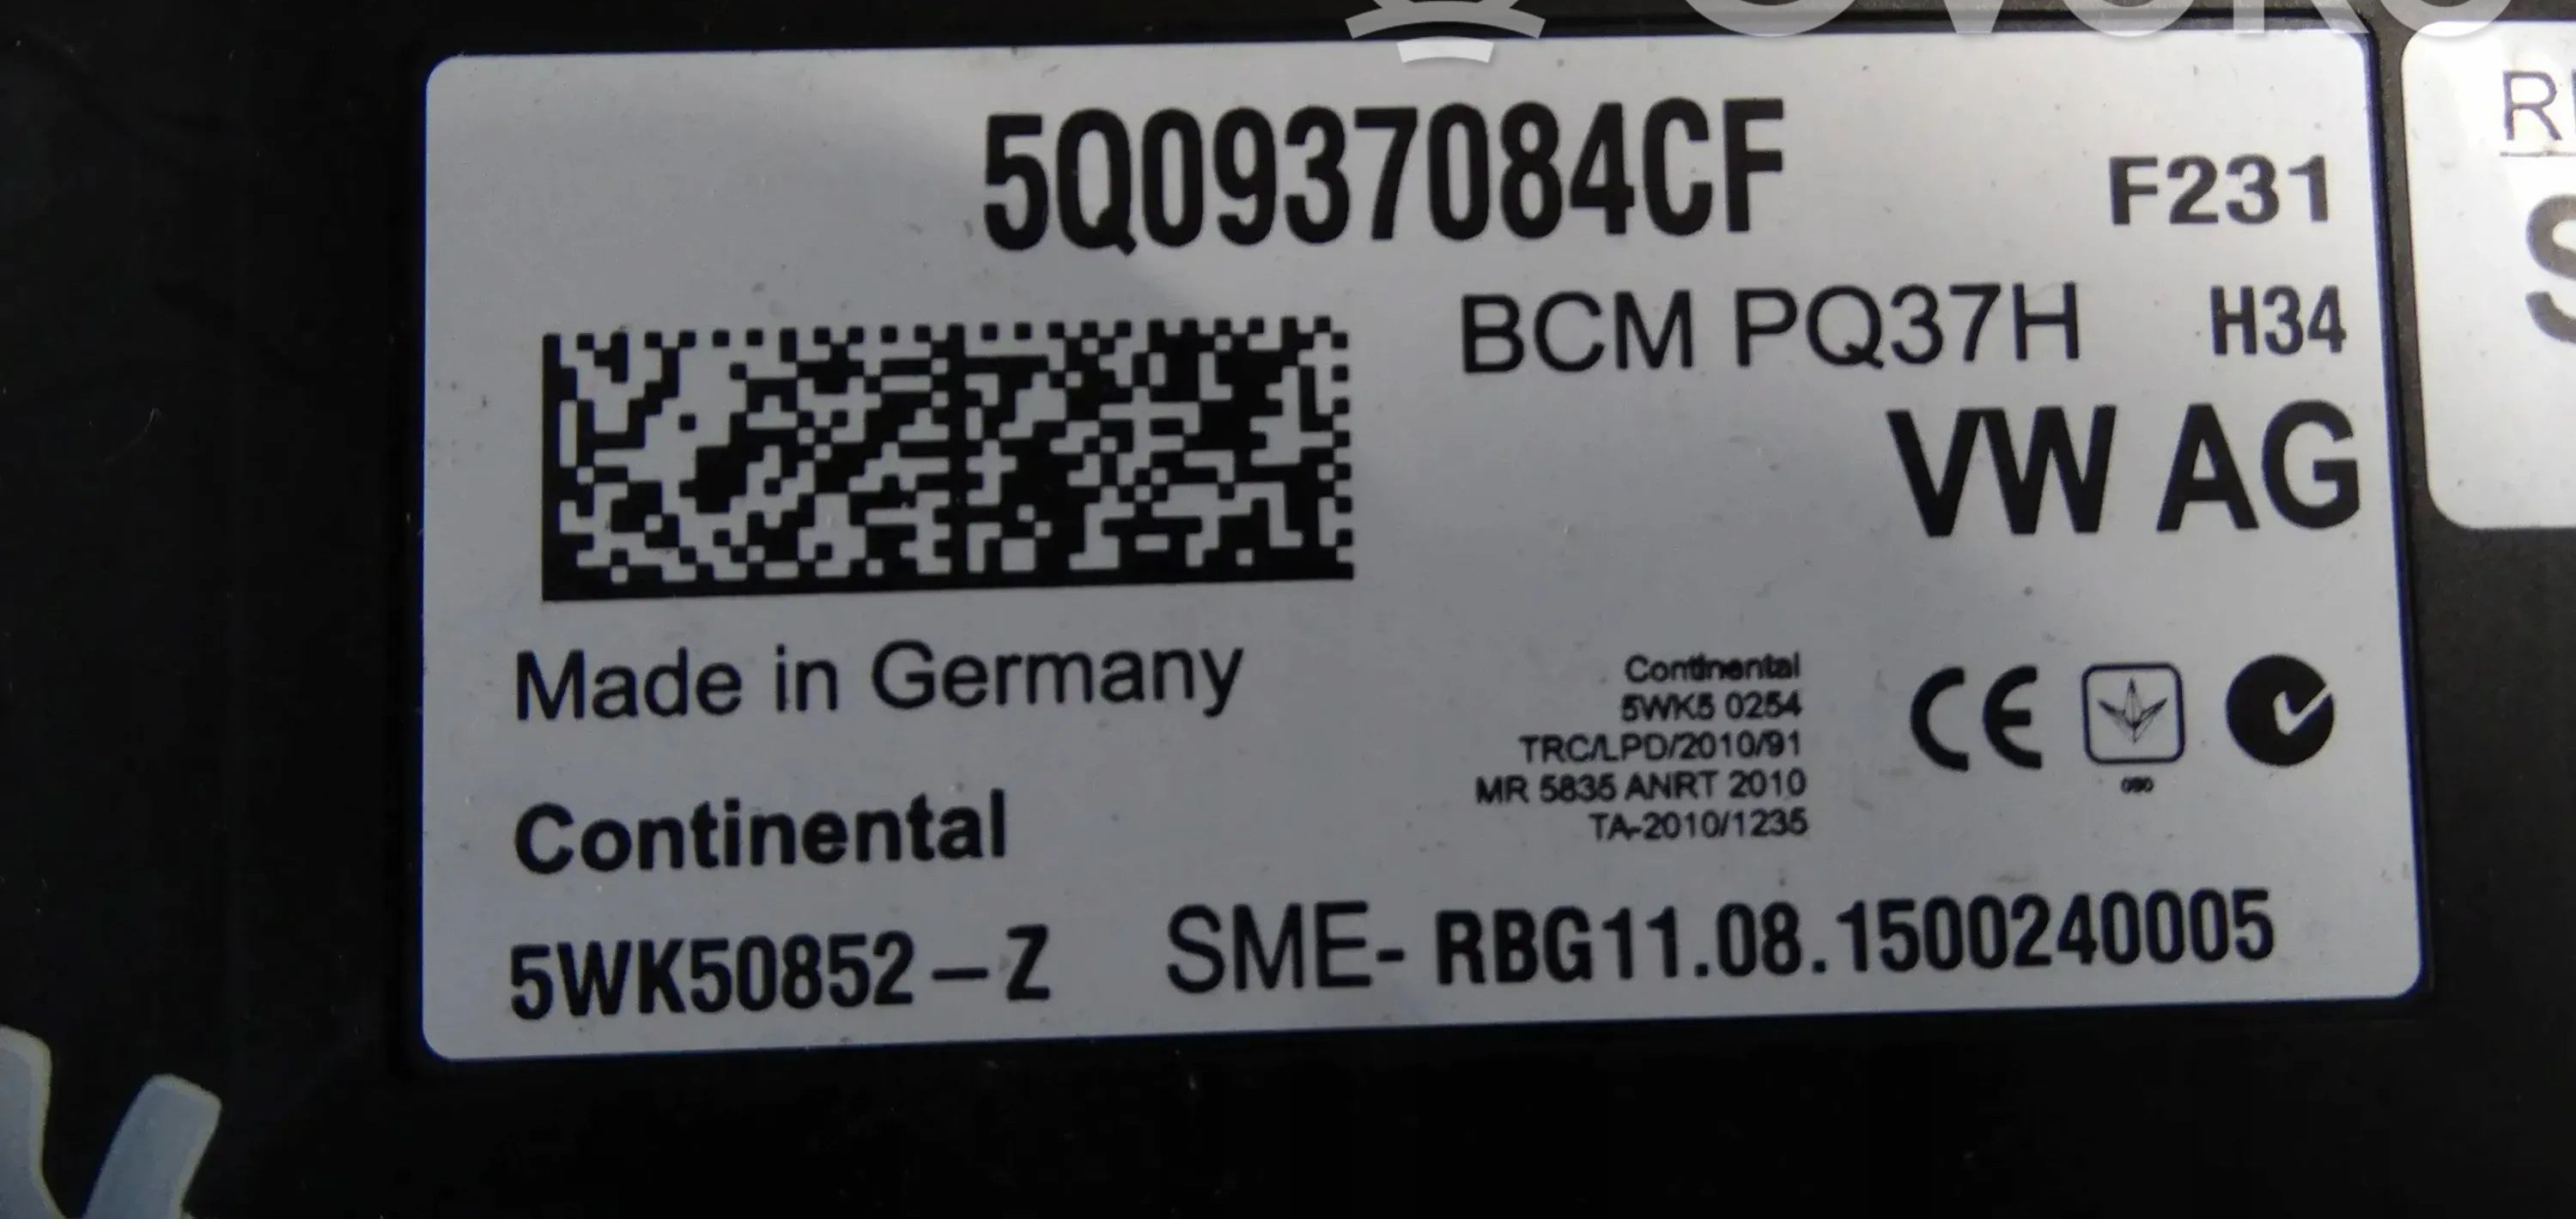 5Q0937084CF
F231
BCM PQ37H H34
VW AG
Made in Germany
Continental
5WK5 0254
TRC/LPD/2010/91
MR 5835 ANRT 2010
TA-2010/1235
CE
Continental
5WK50852-Z SME-RBG11.08.1500240005